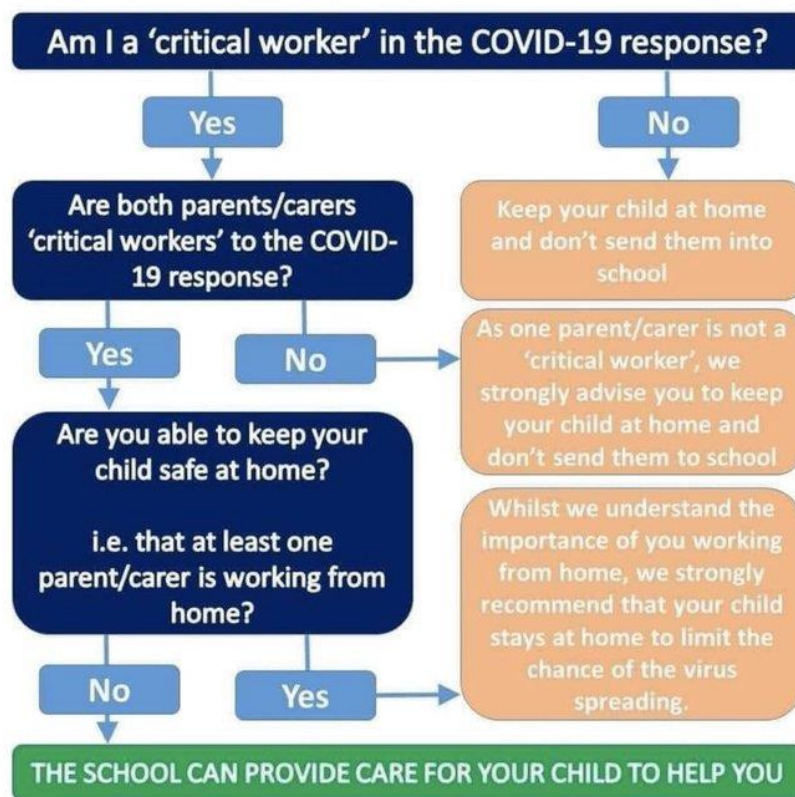 Am I a ‘critical worker’ in the COVID-19 response?
Yes
No
Are both parents/carers
‘critical workers’ to the COVID-
19 response?
Keep your child at home
and don’t send them into
school
Yes
No
As one parent/carer is not a
‘critical worker’, we
strongly advise you to keep
your child at home and
don’t send them to school
Are you able to keep your
child safe at home?
i.e. that at least one
parent/carer is working from
home?
Whilst we understand the
importance of you working
from home, we strongly
recommend that your child
stays at home to limit the
chance of the virus
spreading.
No
Yes
THE SCHOOL CAN PROVIDE CARE FOR YOUR CHILD TO HELP YOU